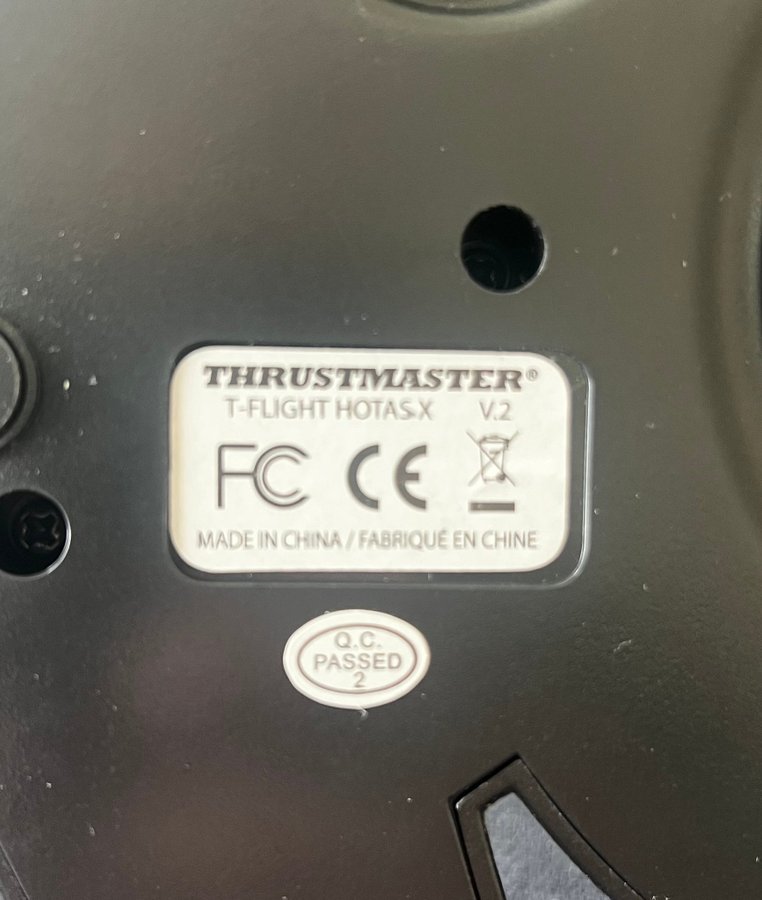 THRUSTMASTER®
T-FLIGHT HOTAS X V.2
FC CE
MADE IN CHINA / FABRIQUÉ EN CHINE
Q.C.
PASSED
2